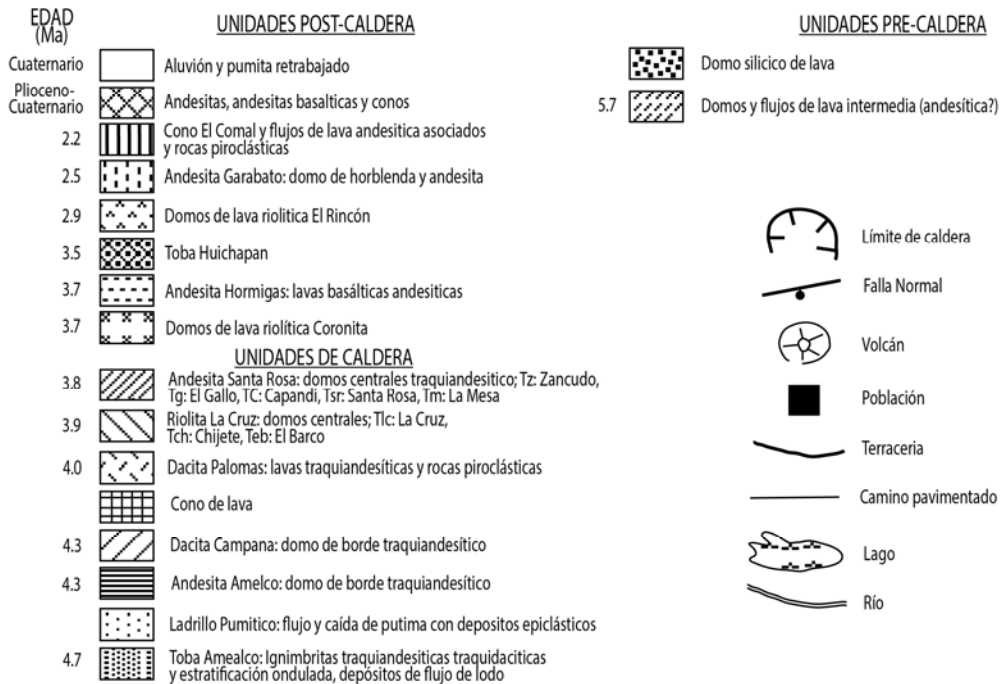 EDAD
(Ma)
UNIDADES POST-CALDERA
Cuaternario Aluvión y pumita retrabajado
Plioceno-
Cuaternario Andesitas, andesitas basalticas y conos
2.2 Cono El Comal y flujos de lava andesitica asociados
y rocas piroclásticas
2.5 Andesita Garabato: domo de horblenda y andesita
2.9 Domos de lava riolitica El Rincón
3.5 Toba Huichapan
3.7 Andesita Hormigas: lavas basálticas andesiticas
3.7 Domos de lava riolítica Coronita
UNIDADES DE CALDERA
3.8 Andesita Santa Rosa: domos centrales traquiandesitico; Tz: Zancudo,
Tg: El Gallo, TC: Capandi, Tsr: Santa Rosa, Tm: La Mesa
3.9 Riolita La Cruz: domos centrales; Tlc: La Cruz,
Tch: Chijete, Teb: El Barco
4.0 Dacita Palomas: lavas traquiandesíticas y rocas piroclásticas
Cono de lava
4.3 Dacita Campana: domo de borde traquiandesítico
4.3 Andesita Amelco: domo de borde traquiandesítico
Ladrillo Pumitico: flujo y caída de putima con depositos epiclásticos
4.7 Toba Amealco: Ignimbritas traquiandesiticas traquidaciticas
y estratificación ondulada, depósitos de flujo de lodo
UNIDADES PRE-CALDERA
Domo silicico de lava
5.7 Domos y flujos de lava intermedia (andesítica?)
Límite de caldera
Falla Normal
Volcán
Población
Terraceria
Camino pavimentado
Lago
Río